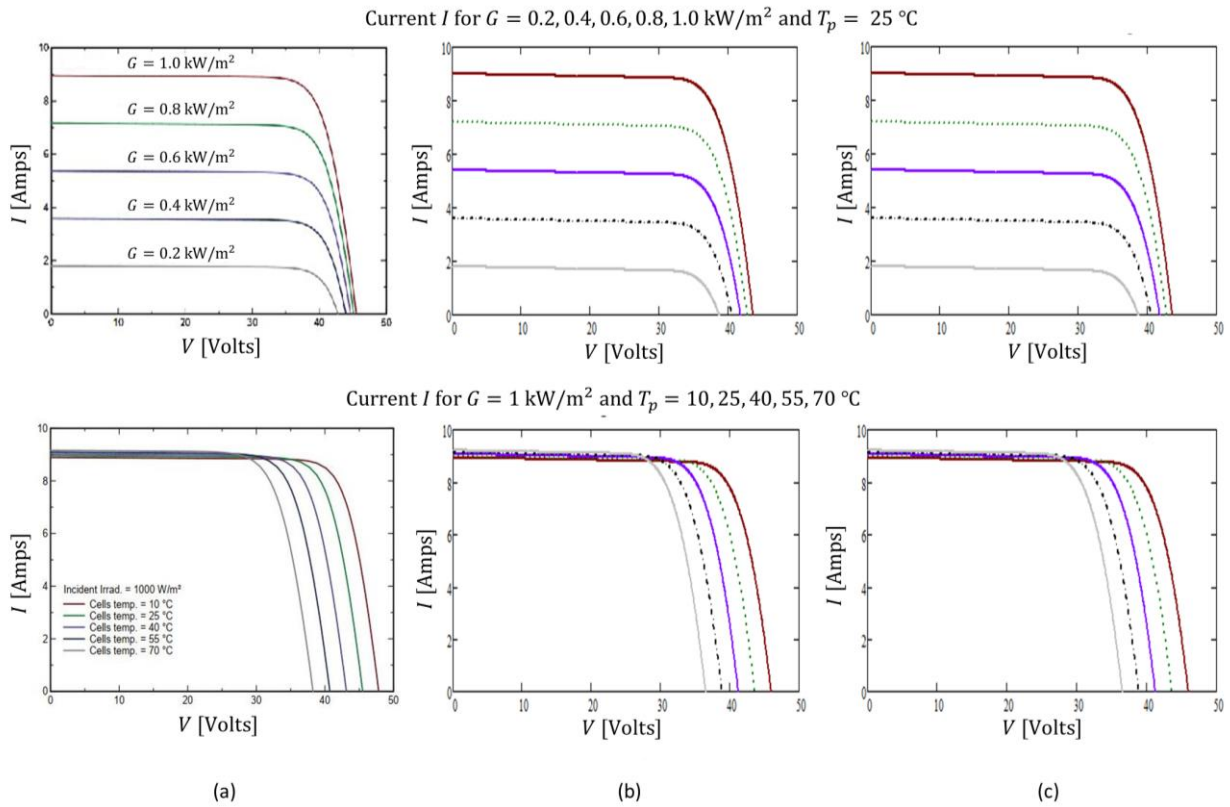 Current I for G = 0.2, 0.4, 0.6, 0.8, 1.0 kW/m² and Tₚ = 25 °C
I [Amps]
10
8
6
4
2
0
G = 1.0 kW/m²
G = 0.8 kW/m²
G = 0.6 kW/m²
G = 0.4 kW/m²
G = 0.2 kW/m²
0 10 20 30 40 50
V [Volts]
I [Amps]
10
8
6
4
2
0
0 10 20 30 40 50
V [Volts]
I [Amps]
10
8
6
4
2
0
0 10 20 30 40 50
V [Volts]
Current I for G = 1 kW/m² and Tₚ = 10, 25, 40, 55, 70 °C
I [Amps]
10
8
6
4
2
0
Incident Irrad. = 1000 W/m²
Cells temp. = 10 °C
Cells temp. = 25 °C
Cells temp. = 40 °C
Cells temp. = 55 °C
Cells temp. = 70 °C
0 10 20 30 40 50
V [Volts]
I [Amps]
10
8
6
4
2
0
0 10 20 30 40 50
V [Volts]
I [Amps]
10
8
6
4
2
0
0 10 20 30 40 50
V [Volts]
(a) (b) (c)